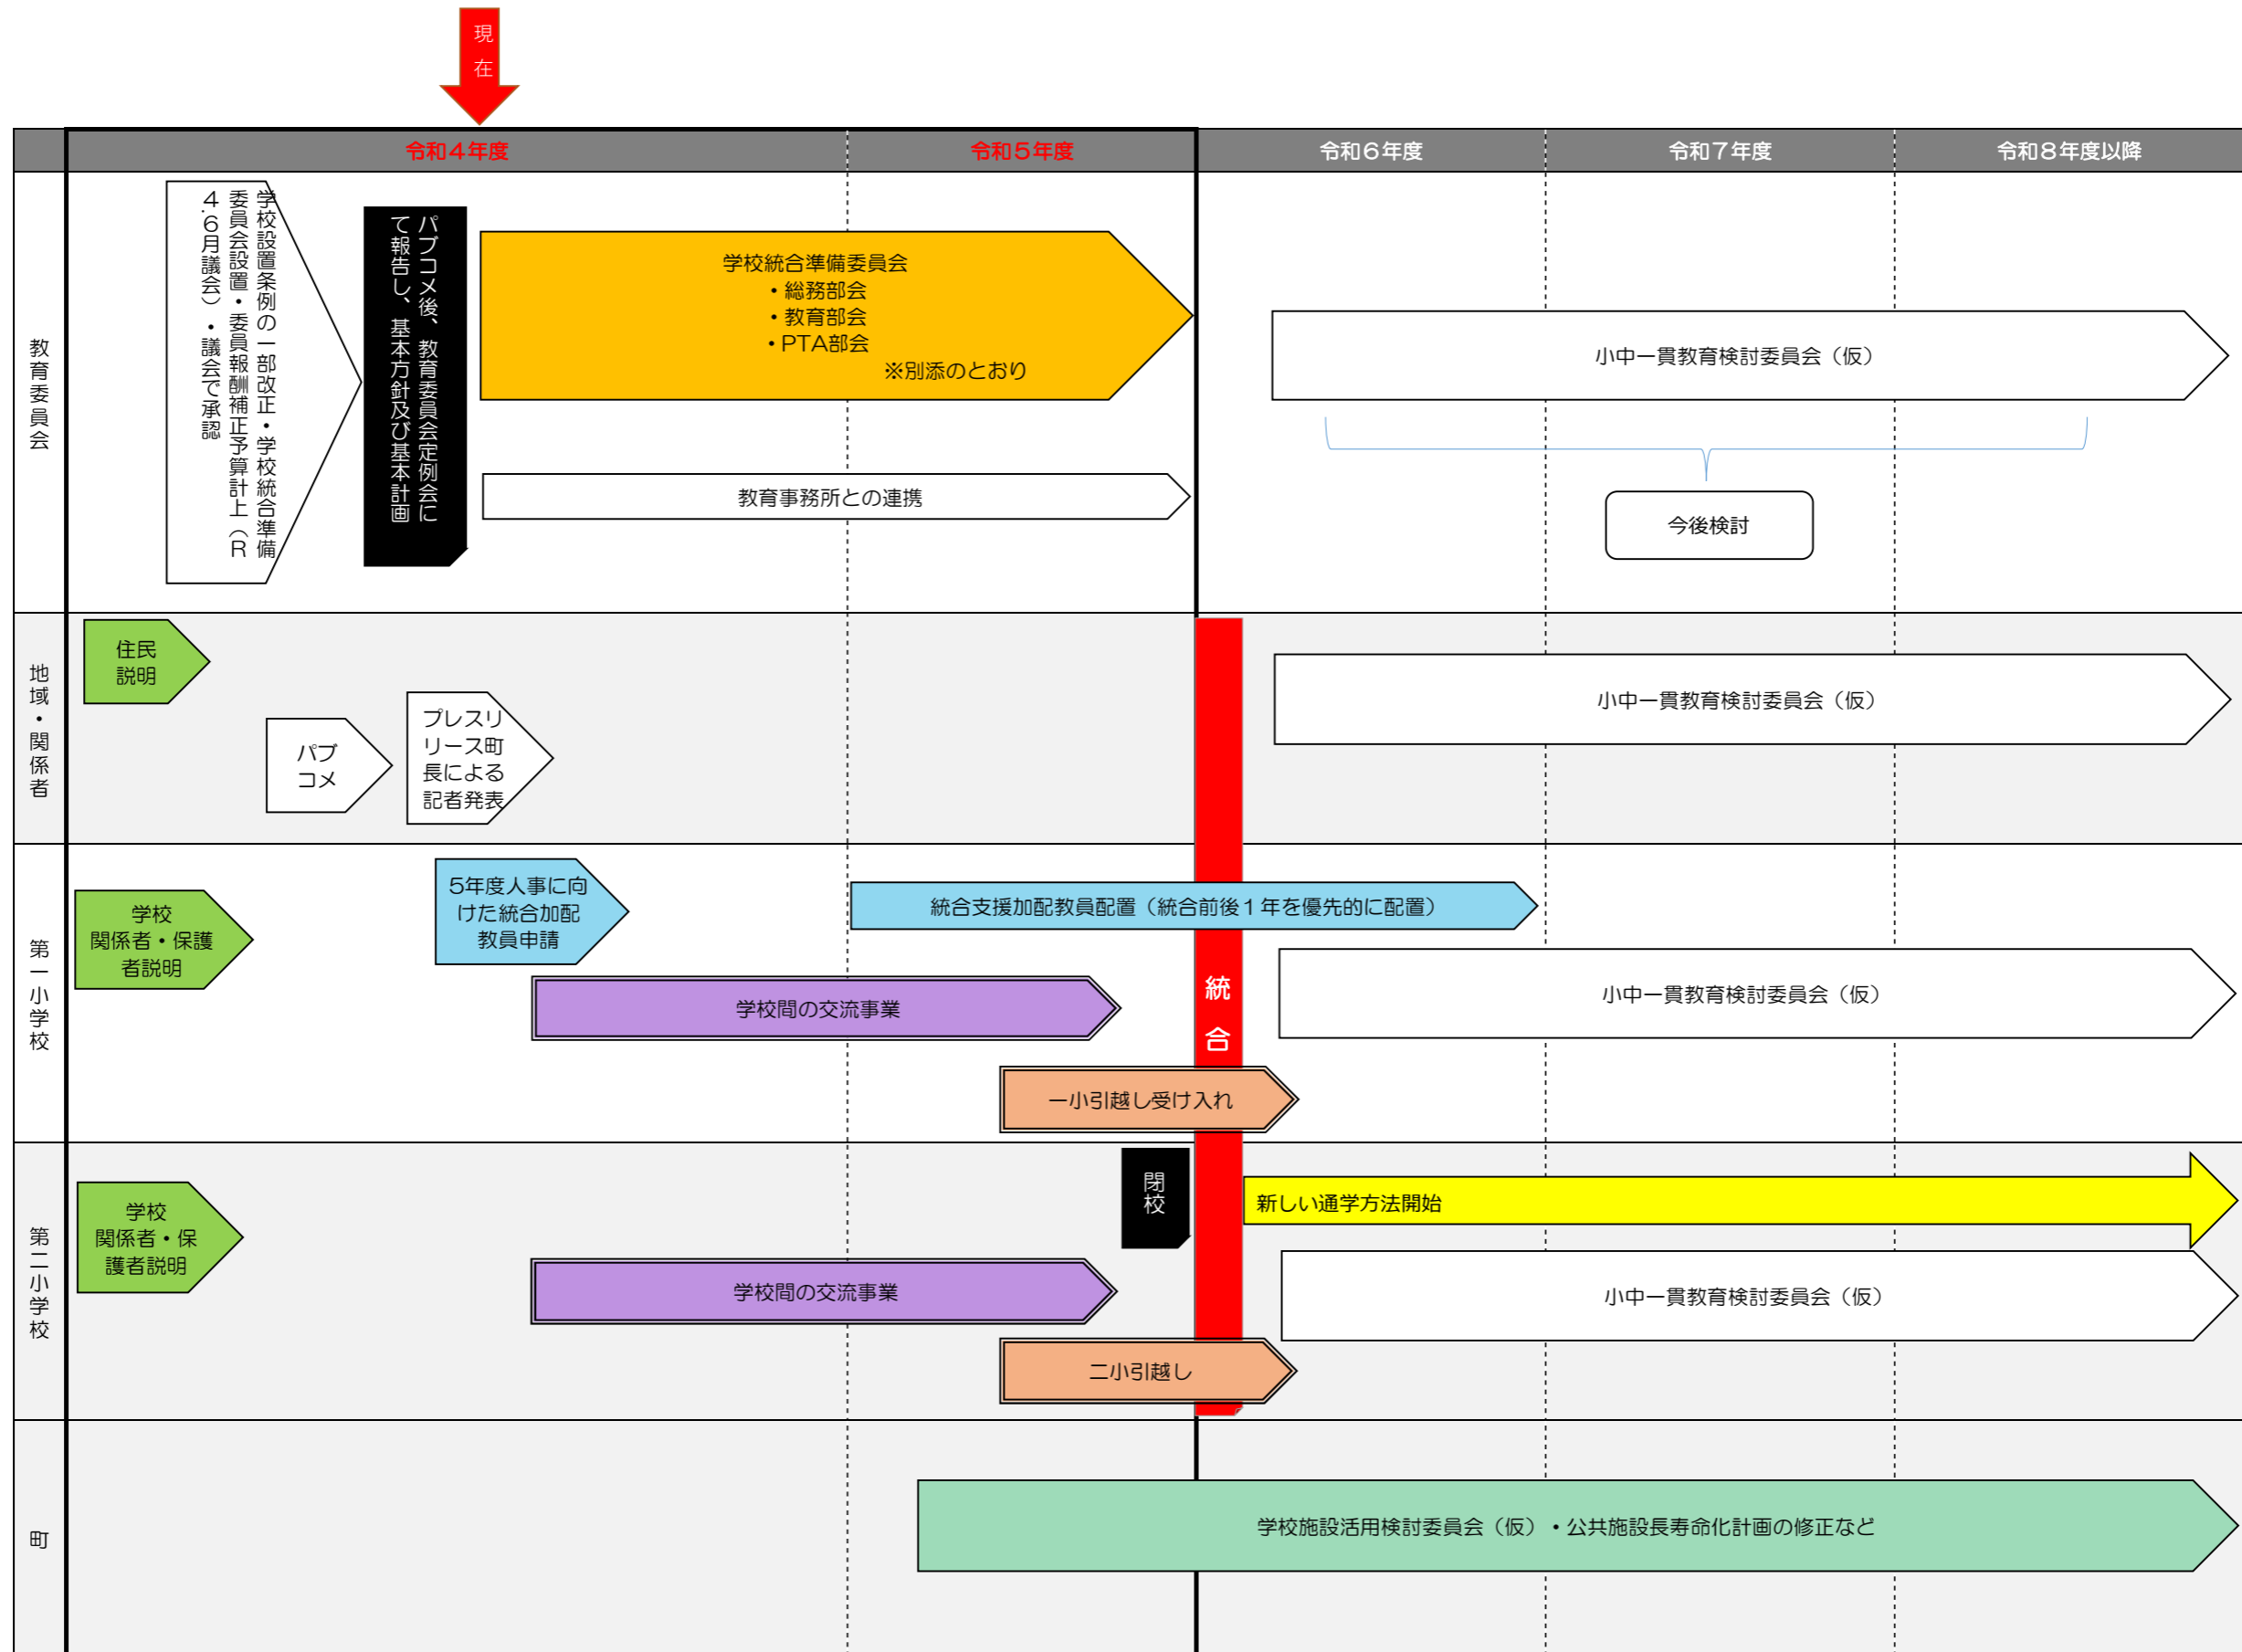 現
在
令和４年度
令和５年度
令和６年度
令和７年度
令和８年度以降
教育委員会
学校設置条例の一部改正・学校統合準備
委員会設置・委員報酬補正予算計上（R
4.6月議会）・議会で承認
パブコメ後、教育委員会定例会に
て報告し、基本方針及び基本計画
学校統合準備委員会
・総務部会
・教育部会
・PTA部会
※別添のとおり
教育事務所との連携
小中一貫教育検討委員会（仮）
今後検討
地域・関係者
住民
説明
パブ
コメ
プレスリ
リース町
長による
記者発表
小中一貫教育検討委員会（仮）
第一小学校
学校
関係者・保護
者説明
5年度人事に向
けた統合加配
教員申請
統合支援加配教員配置（統合前後１年を優先的に配置）
学校間の交流事業
統
合
小中一貫教育検討委員会（仮）
一小引越し受け入れ
第二小学校
学校
関係者・保
護者説明
閉校
新しい通学方法開始
学校間の交流事業
小中一貫教育検討委員会（仮）
二小引越し
町
学校施設活用検討委員会（仮）・公共施設長寿命化計画の修正など